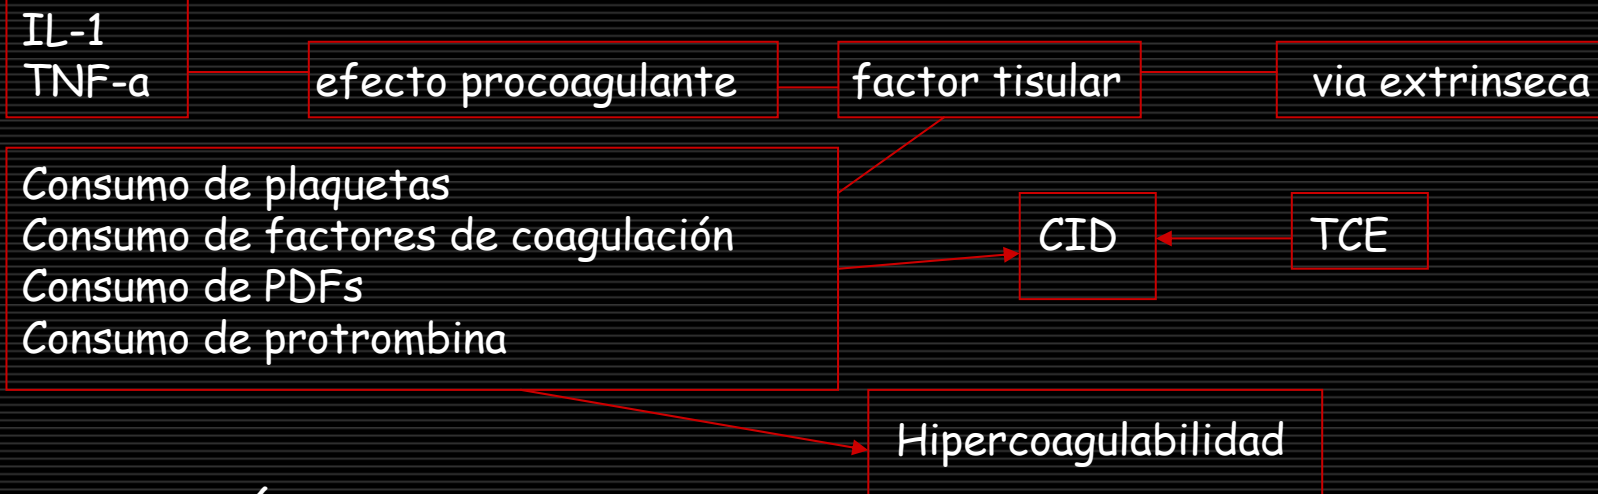 IL-1
TNF-a
efecto procoagulante
factor tisular
via extrinseca
Consumo de plaquetas
Consumo de factores de coagulación
Consumo de PDFs
Consumo de protrombina
CID
TCE
Hipercoagulabilidad